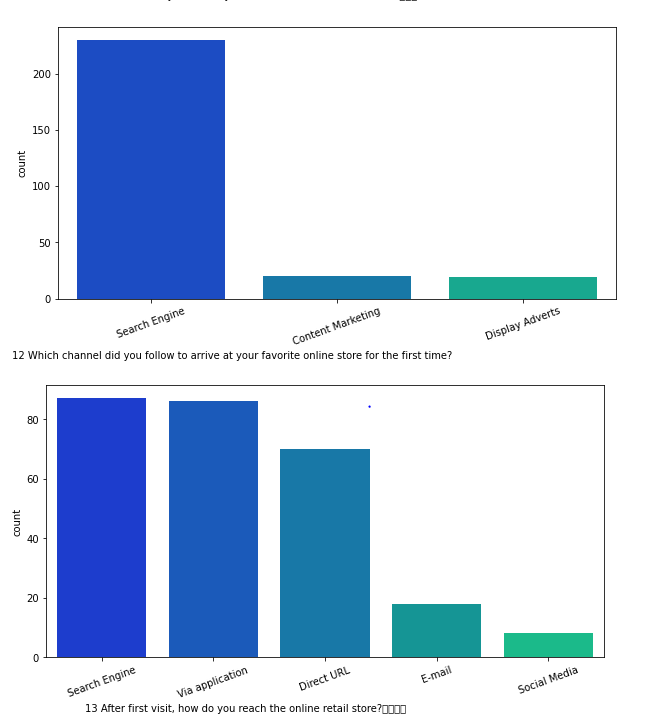 200
150
100
50
0
count
Search Engine
Content Marketing
Display Adverts
12 Which channel did you follow to arrive at your favorite online store for the first time?
80
60
40
20
0
count
Search Engine
Via application
Direct URL
E-mail
Social Media
13 After first visit, how do you reach the online retail store?